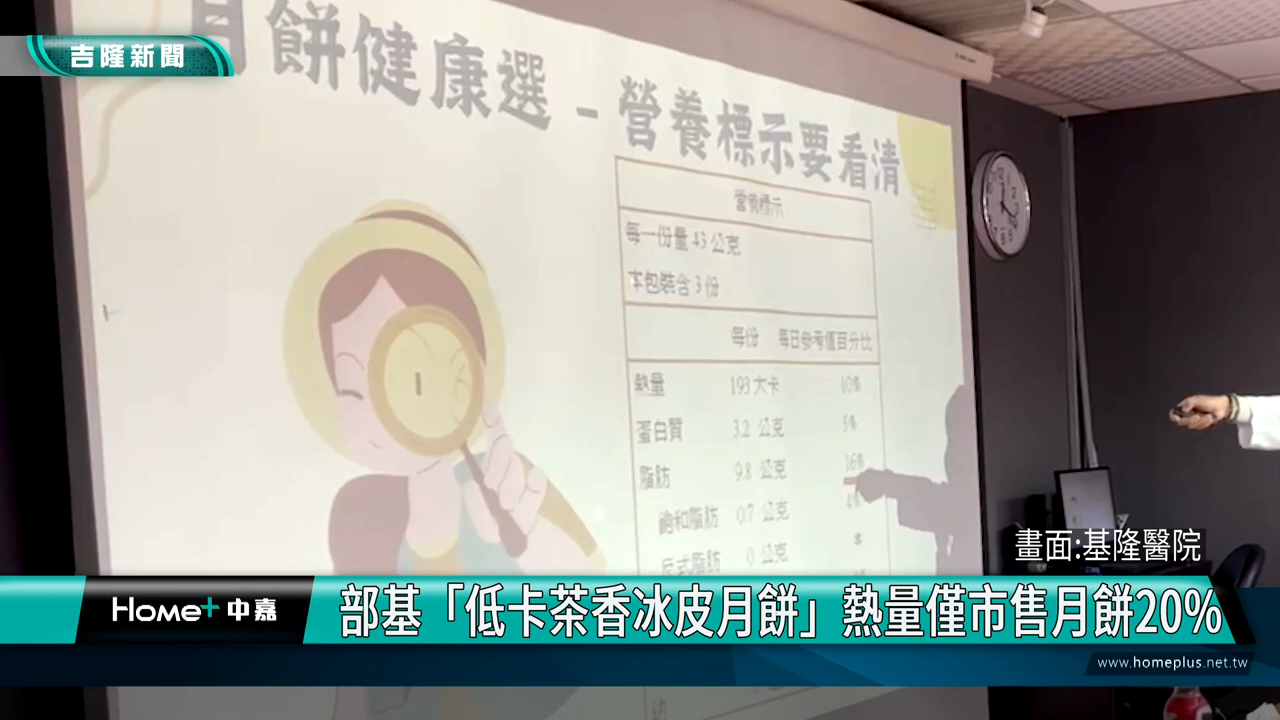 吉隆新聞
月餅健康選 - 營養標示要看清
營養標示
每一份量 43 公克
本包裝含 3 份
每份 每日參考值百分比
熱量 193 大卡 10%
蛋白質 3.2 公克 5%
脂肪 9.8 公克 16%
飽和脂肪 0.7 公克 4%
反式脂肪 0 公克
畫面:基隆醫院
Home+ 中嘉
部基「低卡茶香冰皮月餅」熱量僅市售月餅20%
www.homeplus.net.tw